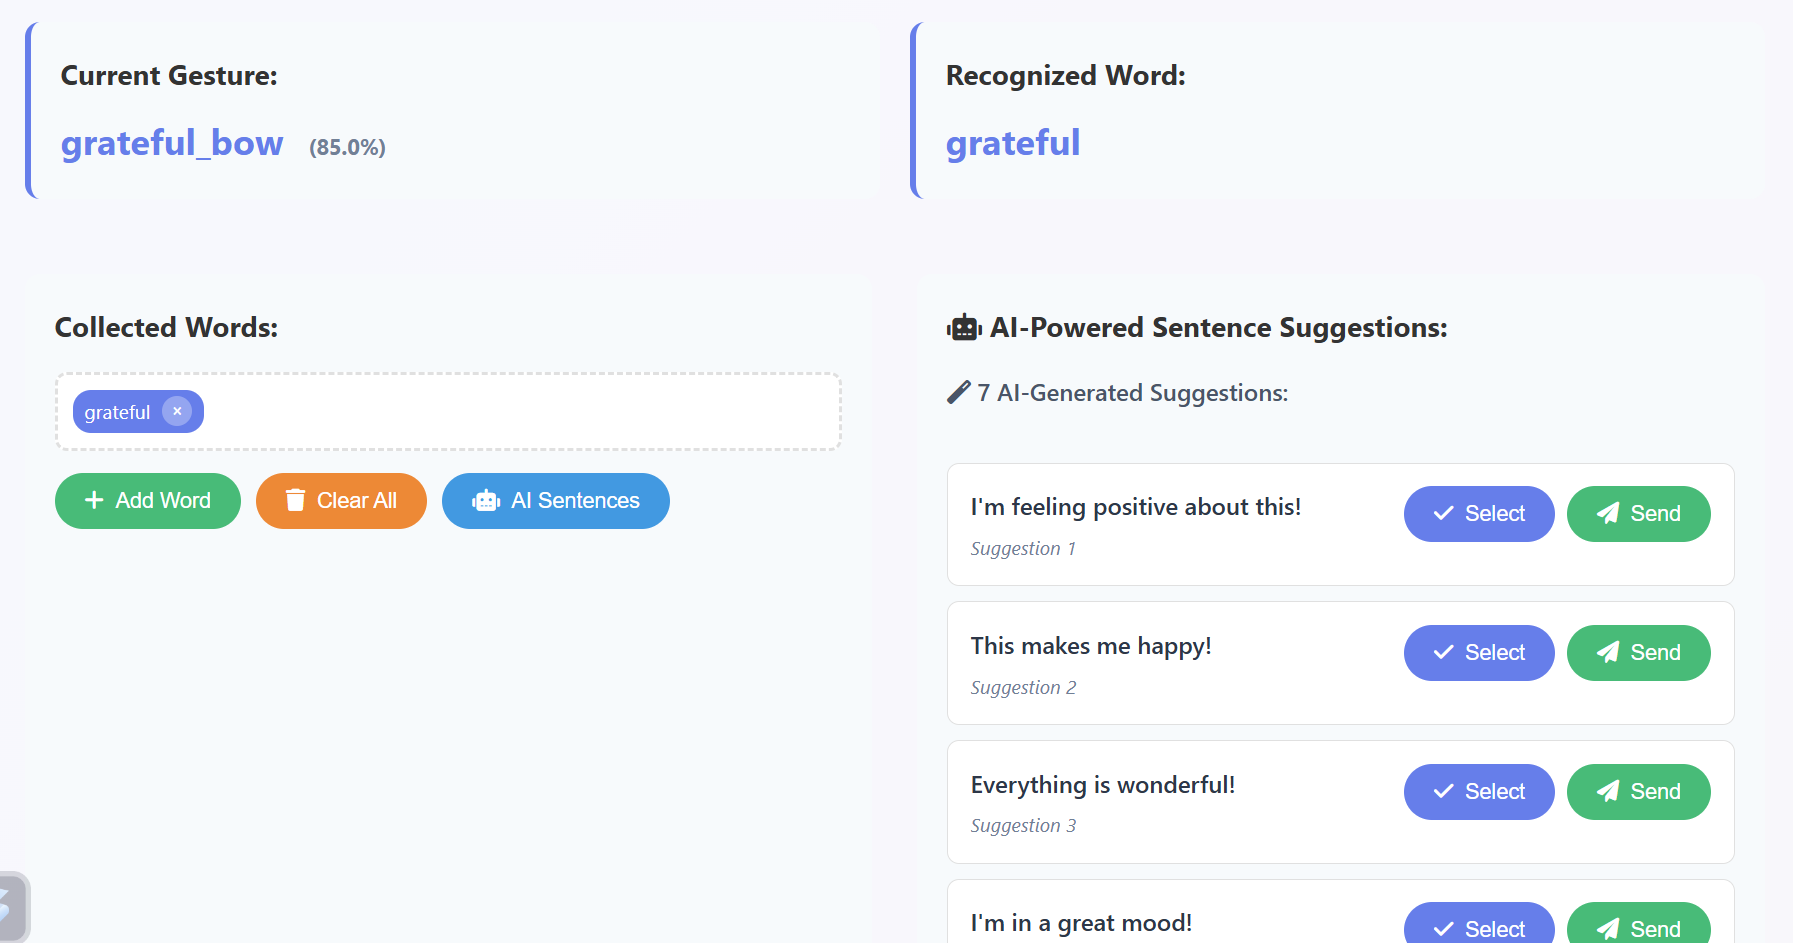 Current Gesture:
grateful_bow (85.0%)
Recognized Word:
grateful
Collected Words:
grateful ×
Add Word
Clear All
AI Sentences
AI-Powered Sentence Suggestions:
7 AI-Generated Suggestions:
I'm feeling positive about this!
Suggestion 1
Select
Send
This makes me happy!
Suggestion 2
Select
Send
Everything is wonderful!
Suggestion 3
Select
Send
I'm in a great mood!
Select
Send